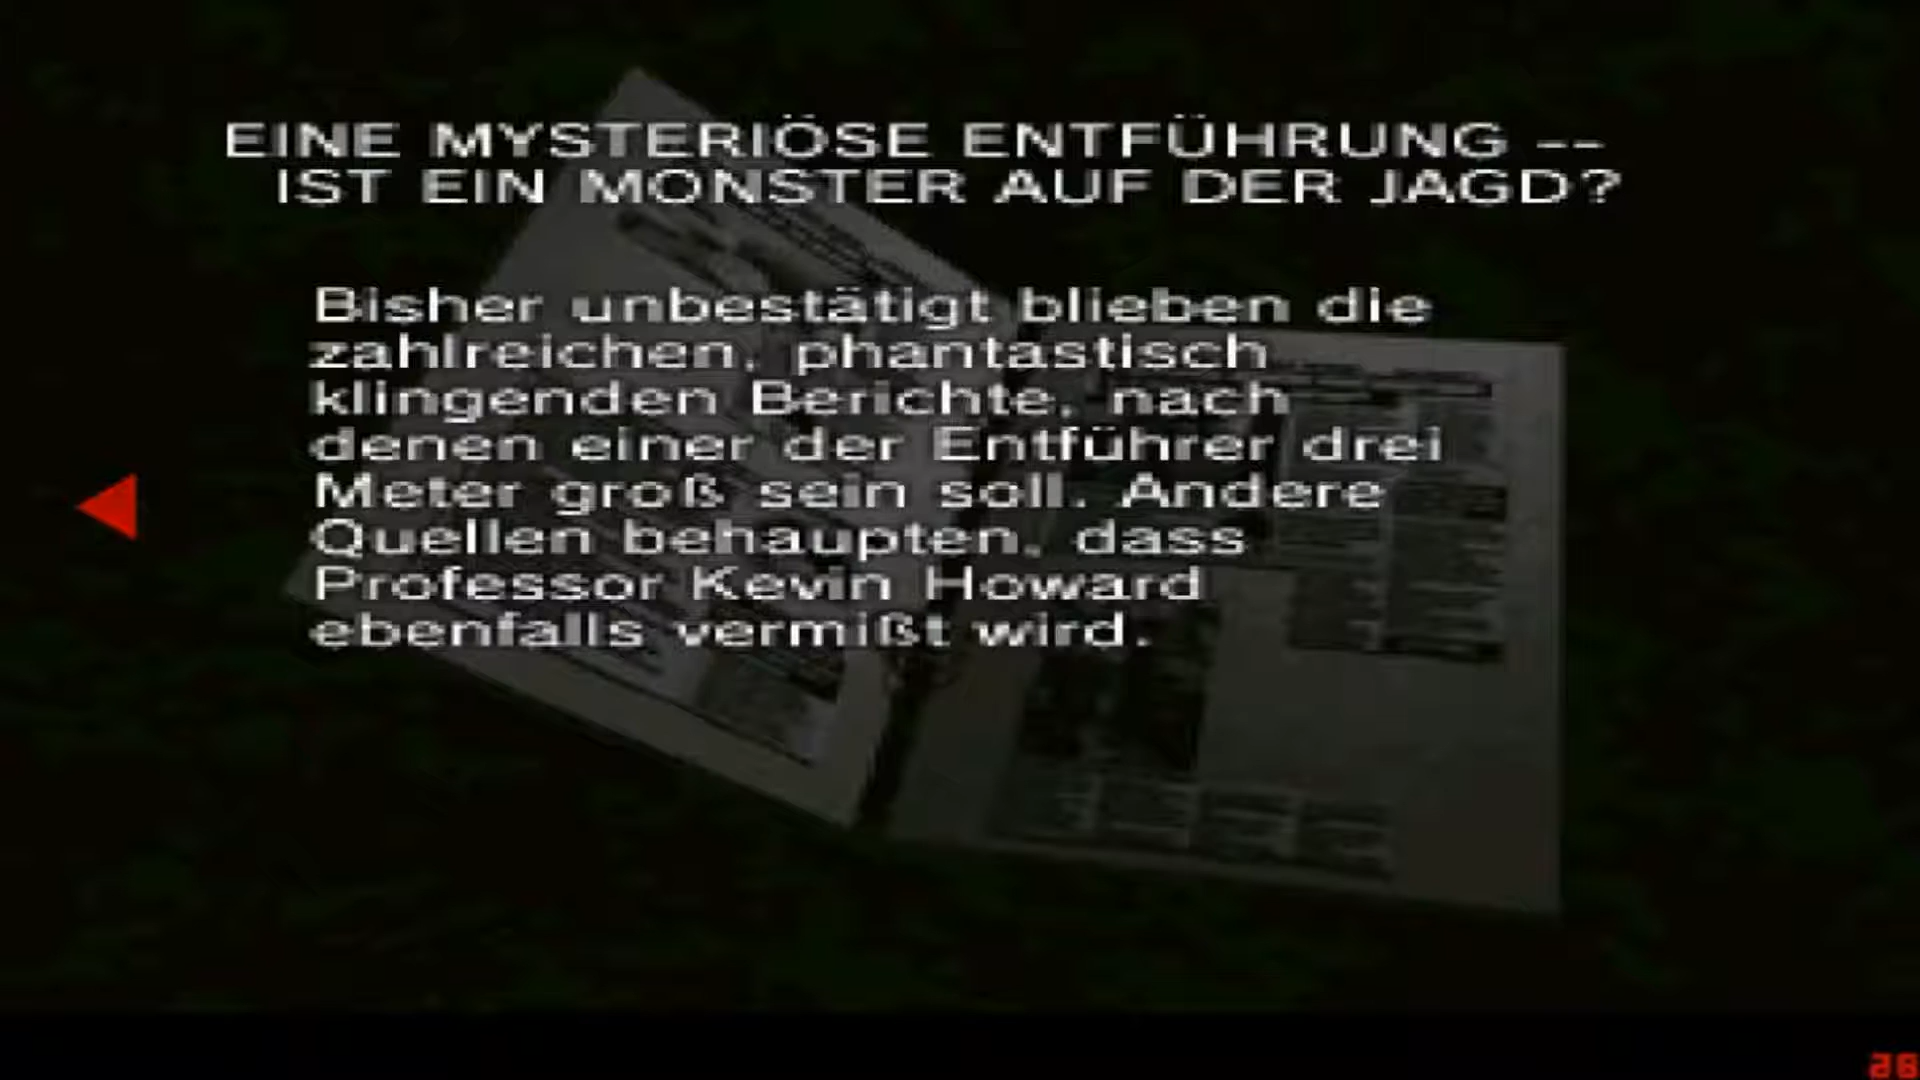 EINE MYSTERIÖSE ENTFÜHRUNG --
IST EIN MONSTER AUF DER JAGD?
Bisher unbestätigt blieben die
zahlreichen, phantastisch
klingenden Berichte, nach
denen einer der Entführer drei
Meter groß sein soll. Andere
Quellen behaupten, dass
Professor Kevin Howard
ebenfalls vermißt wird.
26